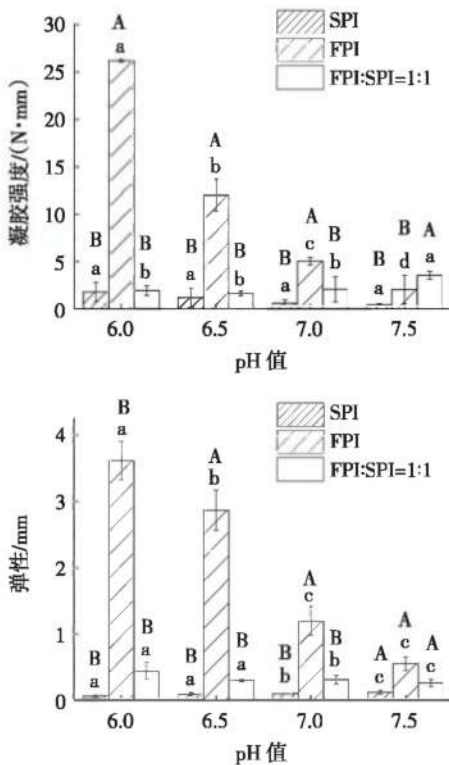 30
25
20
15
10
5
0
凝胶强度/(N·mm)
SPI
FPI
FPI:SPI=1:1
A
a
B
a
B
b
A
b
B
a
B
b
A
c
B
a
B
b
B
a
B
d
A
a
6.0 6.5 7.0 7.5
pH 值
4
3
2
1
0
弹性/mm
SPI
FPI
FPI:SPI=1:1
B
a
B
a
B
a
A
b
B
a
B
a
A
c
B
b
B
b
A
c
A
c
A
c
6.0 6.5 7.0 7.5
pH 值